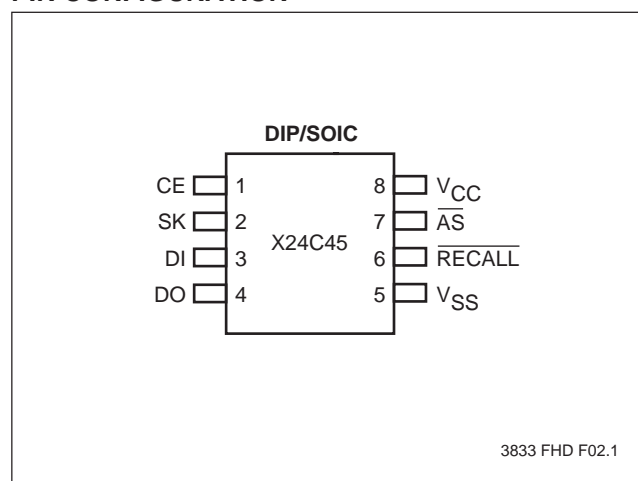 DIP/SOIC
CE 1 8 VCC
SK 2 7 AS
X24C45
DI 3 6 RECALL
DO 4 5 VSS
3833 FHD F02.1